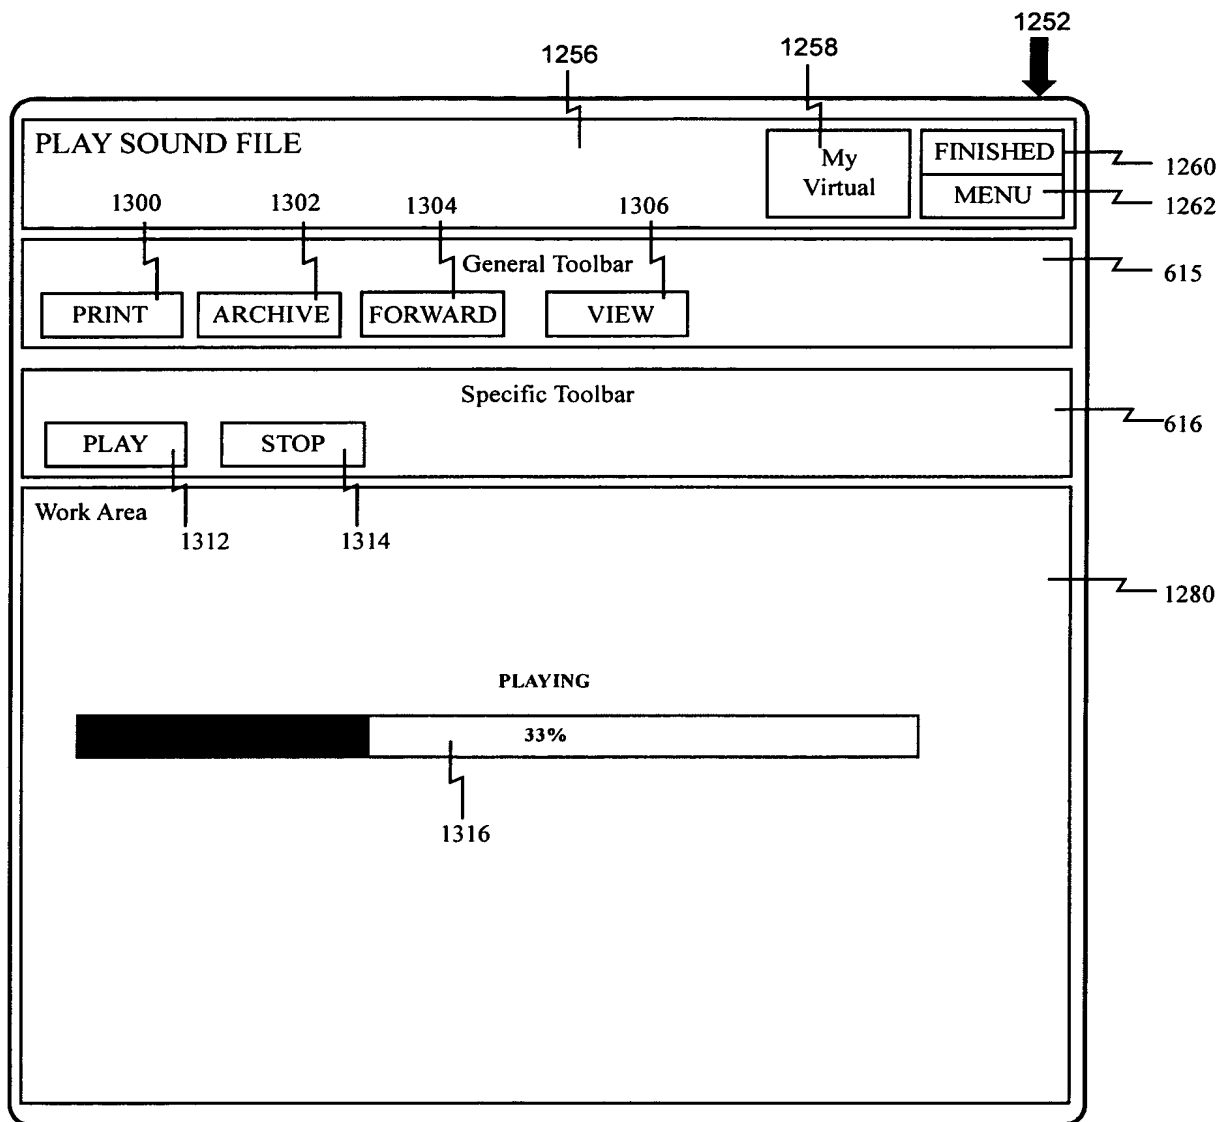 1252
1256
1258
PLAY SOUND FILE
My
Virtual
FINISHED
MENU
1260
1262
1300
1302
1304
1306
General Toolbar
615
PRINT
ARCHIVE
FORWARD
VIEW
Specific Toolbar
616
PLAY
STOP
Work Area
1312
1314
1280
PLAYING
33%
1316